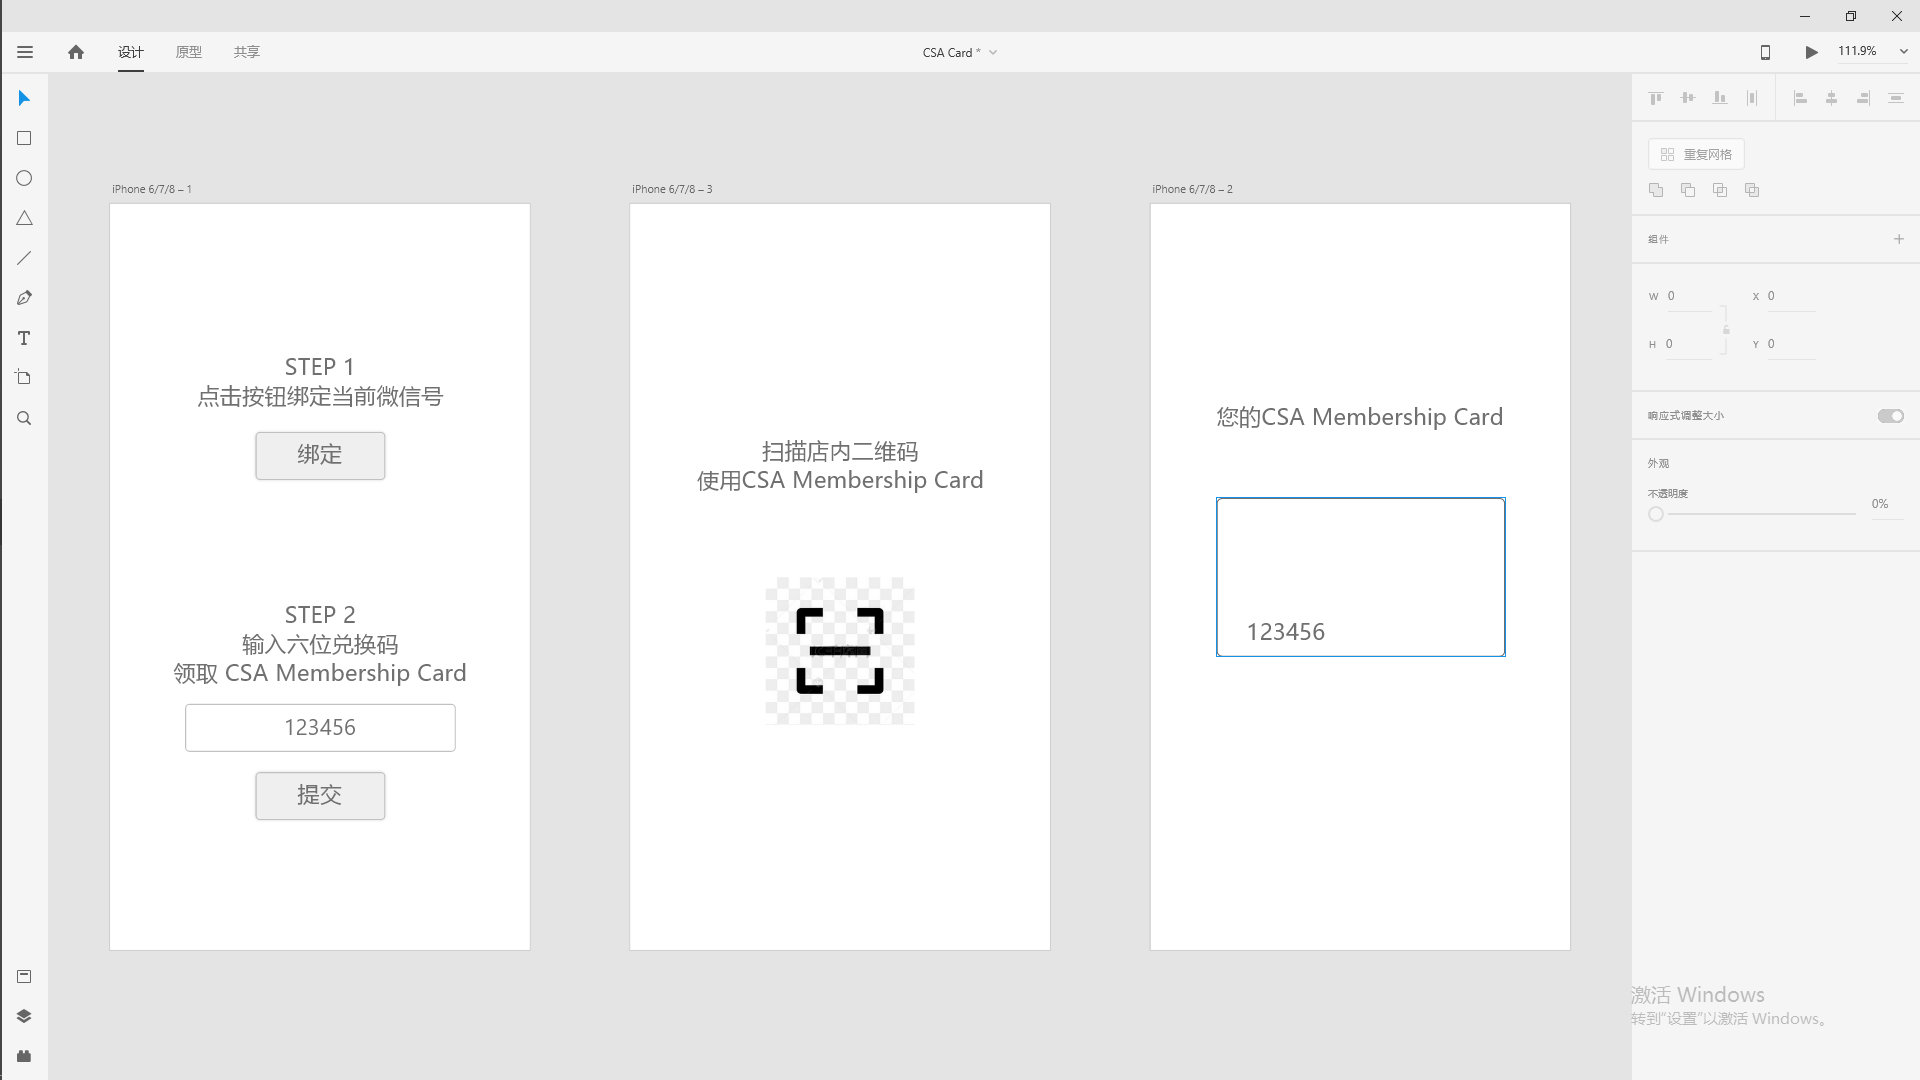 设计
原型
共享
CSA Card *
111.9%
iPhone 6/7/8 – 1
STEP 1
点击按钮绑定当前微信号
绑定
STEP 2
输入六位兑换码
领取 CSA Membership Card
123456
提交
iPhone 6/7/8 – 3
扫描店内二维码
使用CSA Membership Card
iPhone 6/7/8 – 2
您的CSA Membership Card
123456
重复网格
组件
W 0
X 0
H 0
Y 0
响应式调整大小
外观
不透明度
0%
激活 Windows
转到“设置”以激活 Windows。